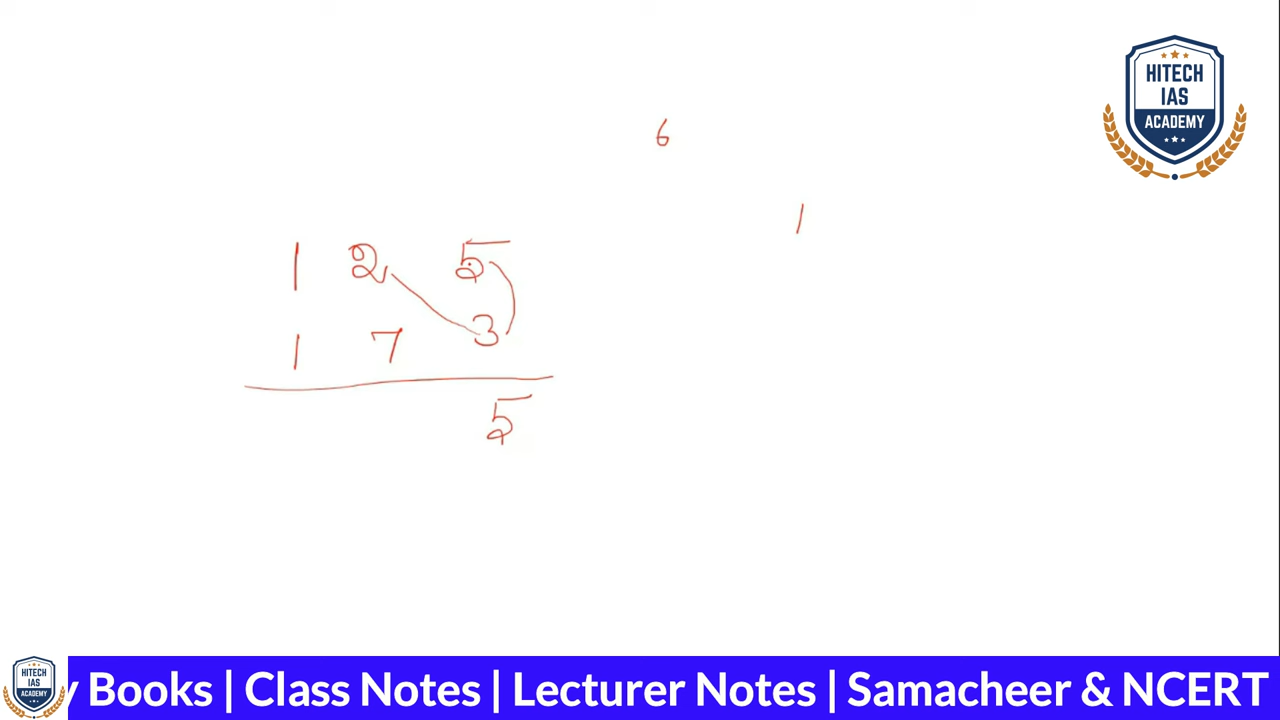 HITECH
IAS
ACADEMY
6
1
1 2 5
1 7 3
5
HITECH
IAS
ACADEMY
y Books | Class Notes | Lecturer Notes | Samacheer & NCERT